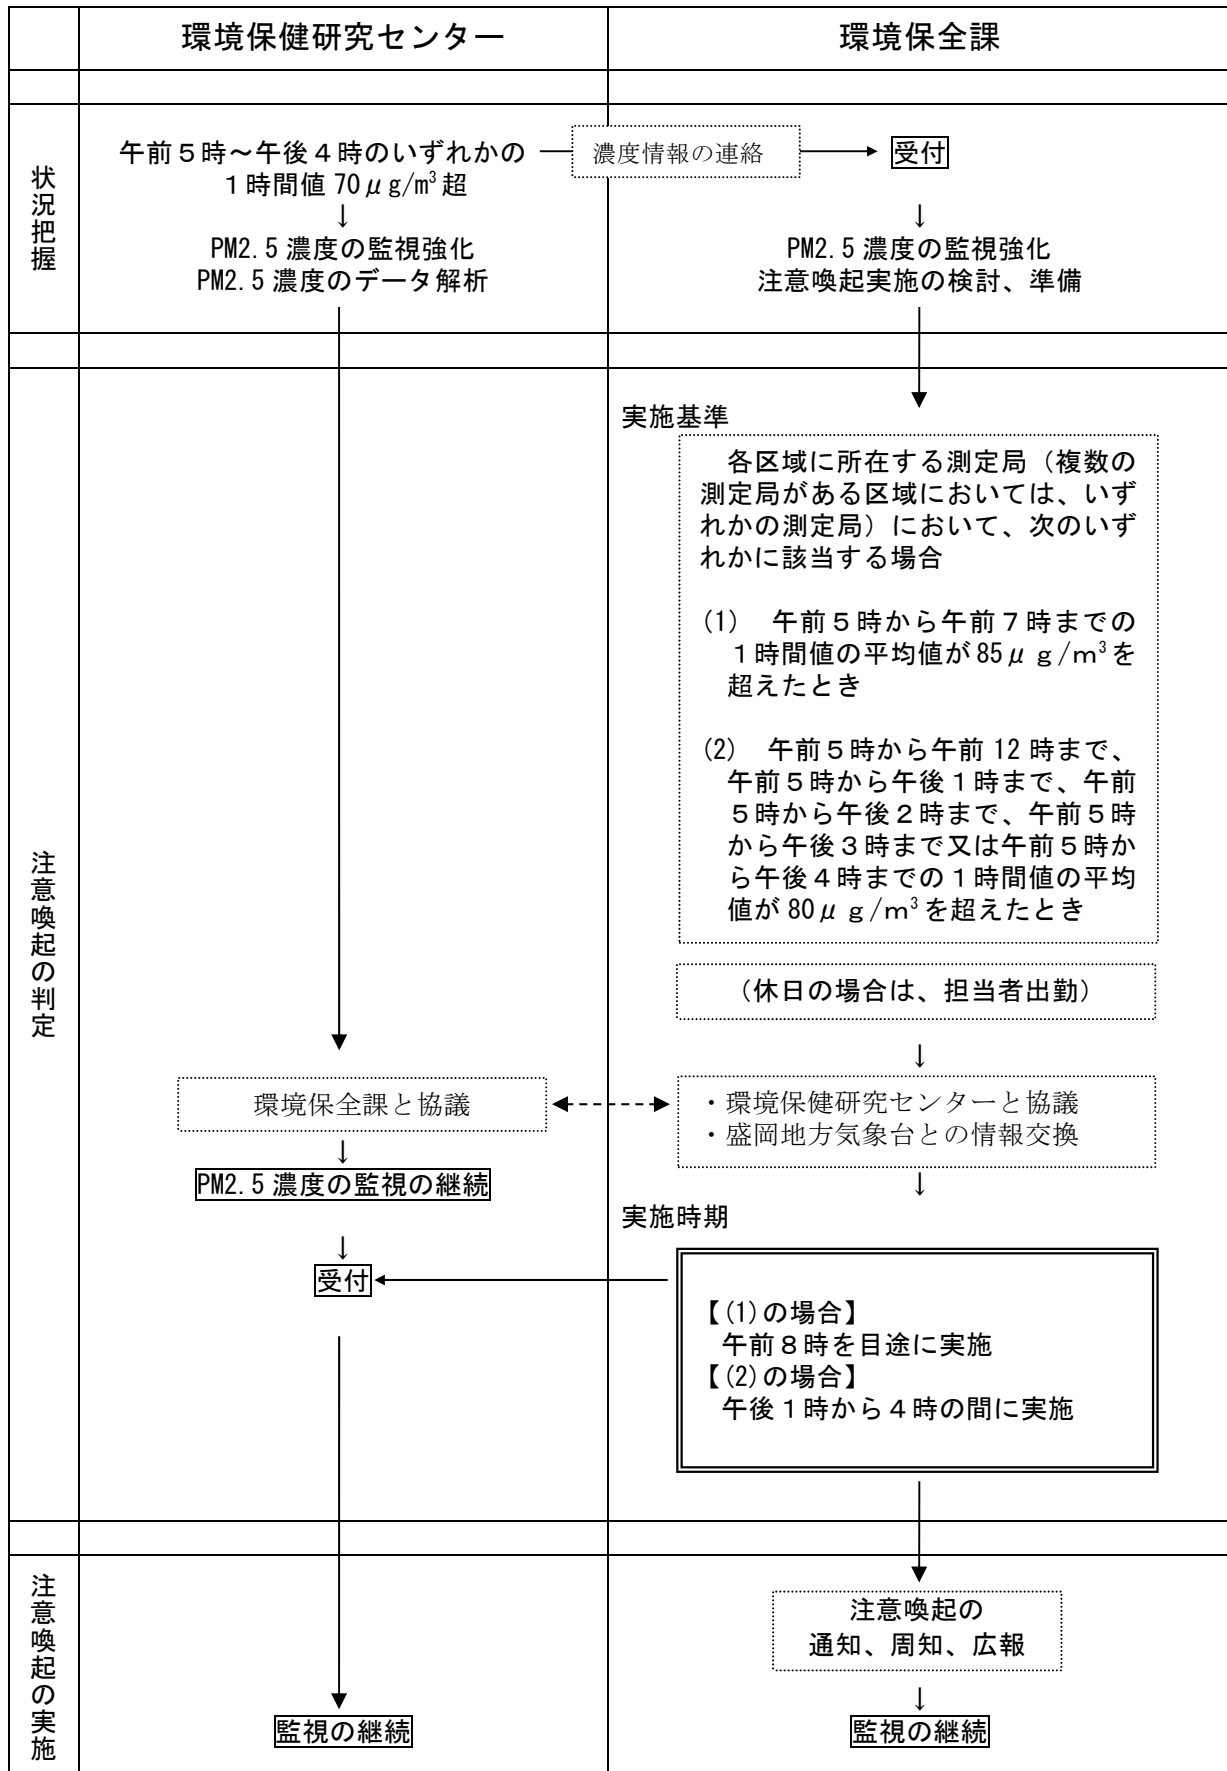 環境保健研究センター
環境保全課
状況把握
午前５時～午後４時のいずれかの
１時間値 70μg/m³超
濃度情報の連絡
受付
↓
↓
PM2.5 濃度の監視強化
PM2.5 濃度のデータ解析
PM2.5 濃度の監視強化
注意喚起実施の検討、準備
注意喚起の判定
実施基準
各区域に所在する測定局（複数の
測定局がある区域においては、いず
れかの測定局）において、次のいず
れかに該当する場合
(1)　午前５時から午前７時までの
１時間値の平均値が 85μｇ/ｍ³を
超えたとき
(2)　午前５時から午前 12 時まで、
午前５時から午後１時まで、午前
５時から午後２時まで、午前５時
から午後３時まで又は午前５時か
ら午後４時までの１時間値の平均
値が 80μｇ/ｍ³を超えたとき
（休日の場合は、担当者出勤）
↓
環境保全課と協議
・環境保健研究センターと協議
・盛岡地方気象台との情報交換
↓
PM2.5 濃度の監視の継続
↓
↓
受付
実施時期
【(1)の場合】
午前８時を目途に実施
【(2)の場合】
午後１時から４時の間に実施
注意喚起の実施
注意喚起の
通知、周知、広報
↓
監視の継続
監視の継続